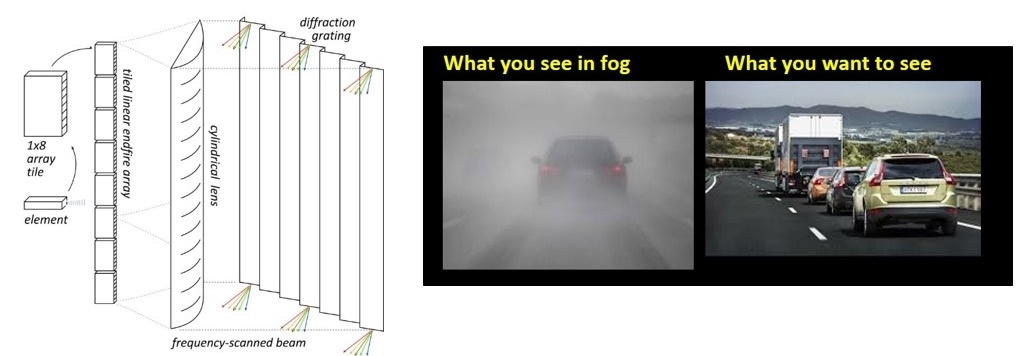 diffraction
grating
tiled linear endfire array
1x8
array
tile
cylindrical lens
element
frequency-scanned beam
What you see in fog
What you want to see